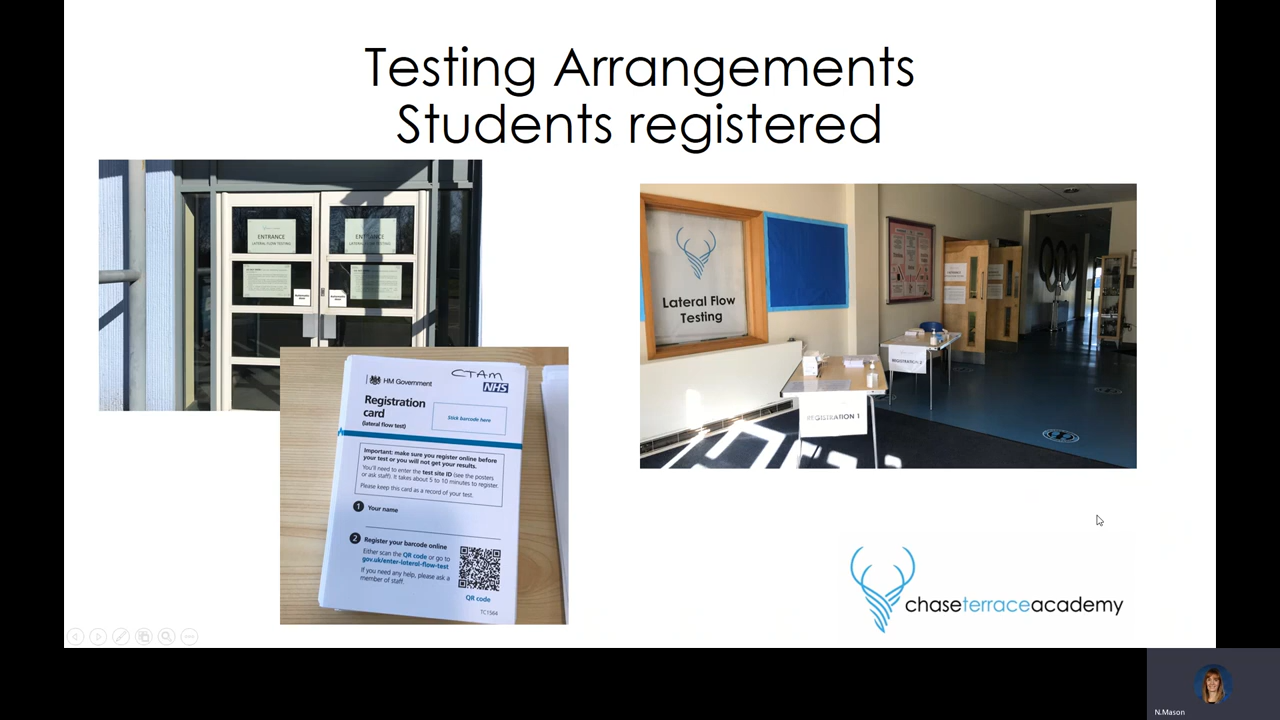 Testing Arrangements
Students registered
ENTRANCE
LATERAL FLOW TESTING
ENTRANCE
LATERAL FLOW TESTING
HM Government
CTAM
NHS
Registration
card
(lateral flow test)
Stick barcode here
Important: make sure you register online before
your test or you will not get your results.
You'll need to enter the test site ID (see the posters
or ask staff). It takes about 5 to 10 minutes to register.
Please keep this card as a record of your test.
1 Your name
2 Register your barcode online
Either scan the QR code or go to
gov.uk/enter-lateral-flow-test
If you need any help, please ask a
member of staff
QR code
TC1564
Lateral Flow
Testing
REGISTRATION 1
REGISTRATION
chaseterraceacademy
N.Mason